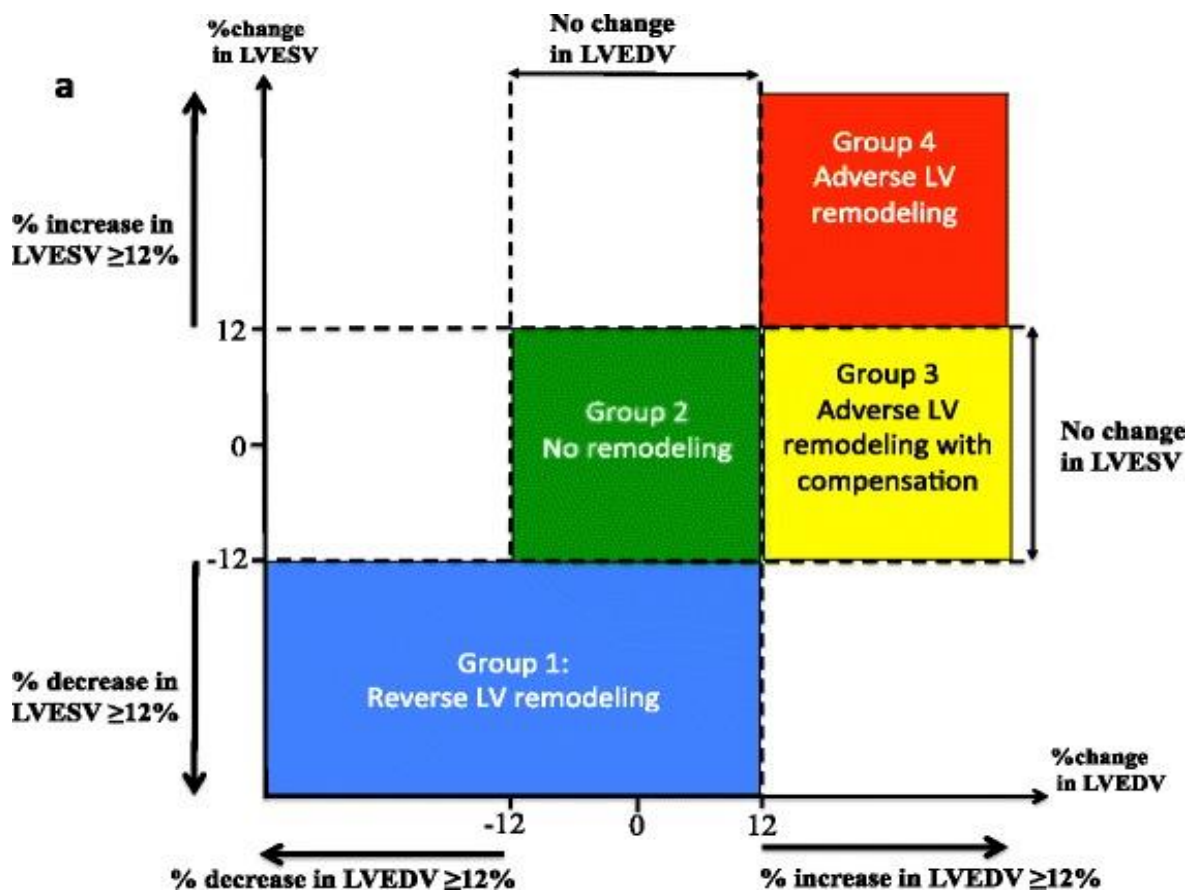 %change
in LVESV
No change
in LVEDV
a
Group 4
Adverse LV
remodeling
% increase in
LVESV ≥12%
12
Group 3
Adverse LV
remodeling with
compensation
Group 2
No remodeling
No change
in LVESV
0
-12
Group 1:
Reverse LV remodeling
% decrease in
LVESV ≥12%
%change
in LVEDV
-12
0
12
% decrease in LVEDV ≥12%
% increase in LVEDV ≥12%